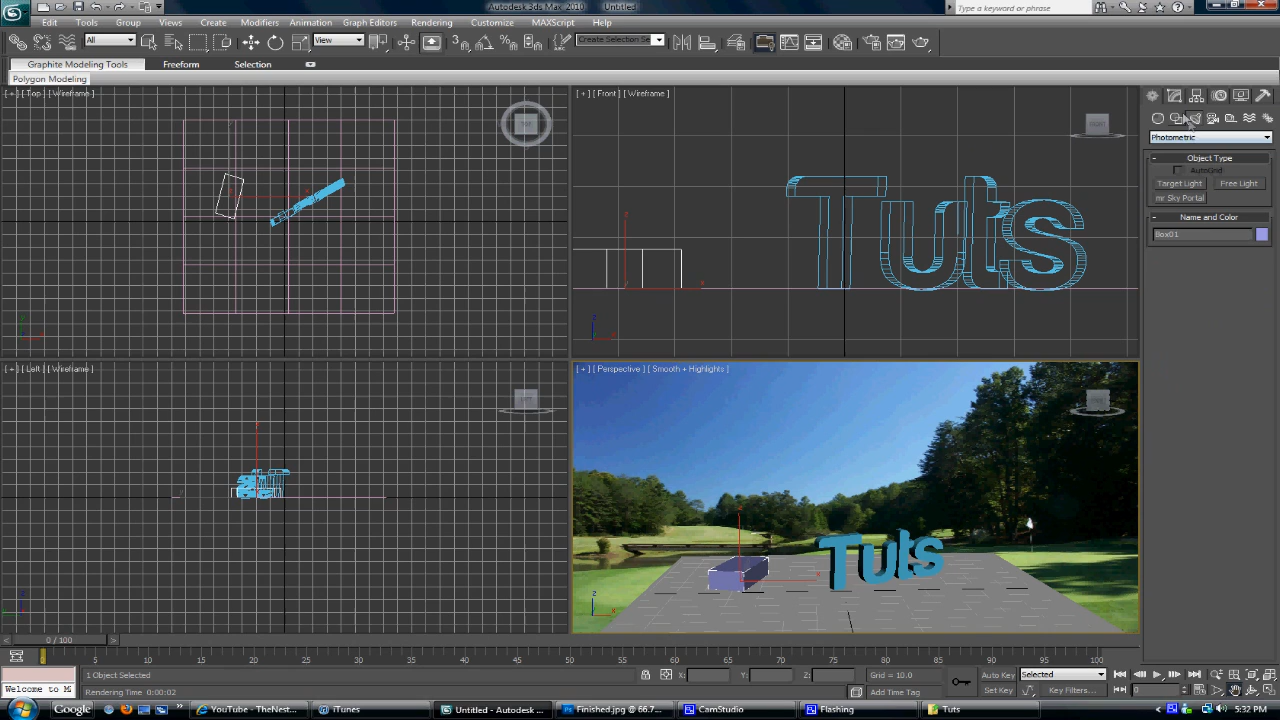 Autodesk 3ds Max 2010 Untitled
Type a keyword or phrase
Edit Tools Group Views Create Modifiers Animation Graph Editors Rendering Customize MAXScript Help
All
View
Create Selection Se
Graphite Modeling Tools Freeform Selection
Polygon Modeling
[ + ] [ Top ] [ Wireframe ]
[ + ] [ Front ] [ Wireframe ]
TOP
Photometric
Object Type
AutoGrid
Target Light Free Light
mr Sky Portal
Name and Color
Box01
Tuts
[ + ] [ Left ] [ Wireframe ]
[ + ] [ Perspective ] [ Smooth + Highlights ]
Tuts
0 / 100
0 5 10 15 20 25 30 35 40 45 50 55 60 65 70 75 80 85 90 95 100
1 Object Selected X: Y: Z: Grid = 10.0 Auto Key Selected
Welcome to M Rendering Time 0:00:02 Add Time Tag Set Key Key Filters... 0
Google YouTube - TheNest... iTunes Untitled - Autodesk ... Finished.jpg @ 66.7... CamStudio Flashing Tuts 5:32 PM